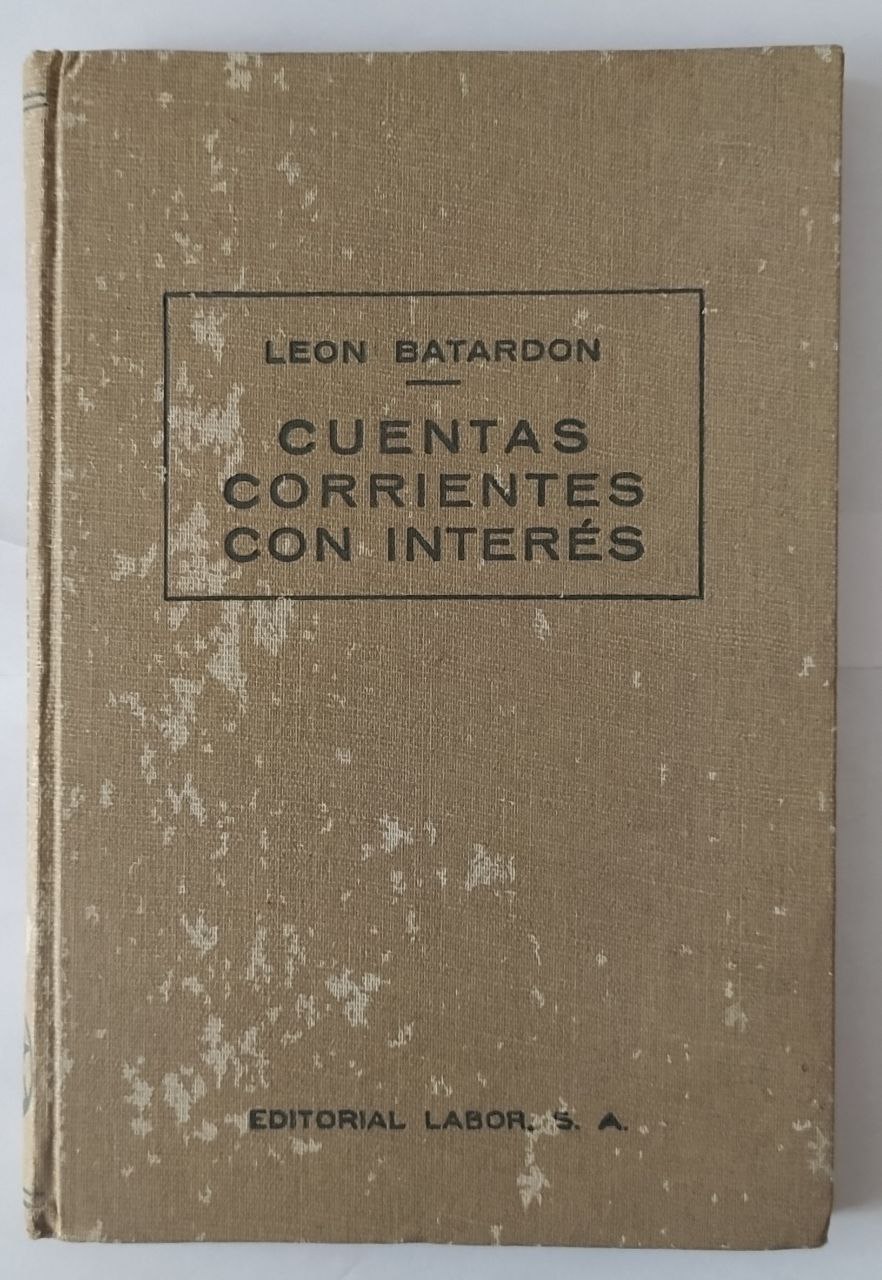 LEON BATARDON
CUENTAS
CORRIENTES
CON INTERÉS
EDITORIAL LABOR, S. A.